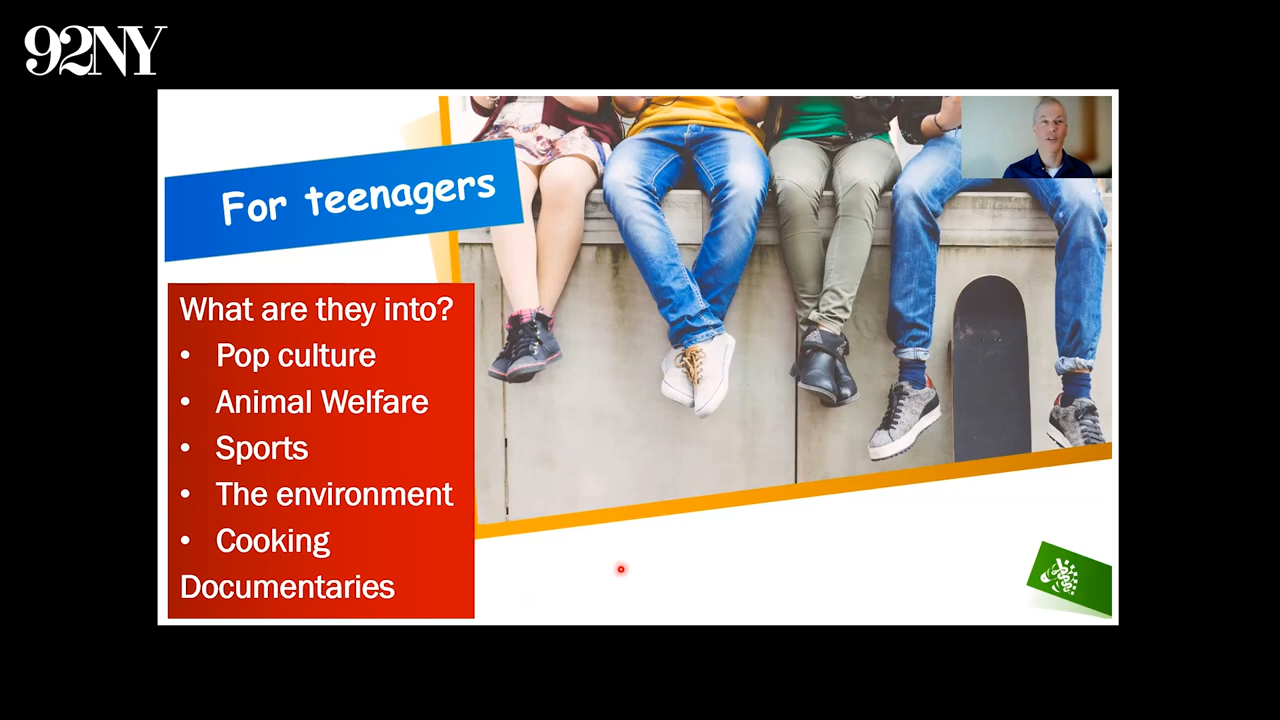 92NY
For teenagers
What are they into?
• Pop culture
• Animal Welfare
• Sports
• The environment
• Cooking
Documentaries